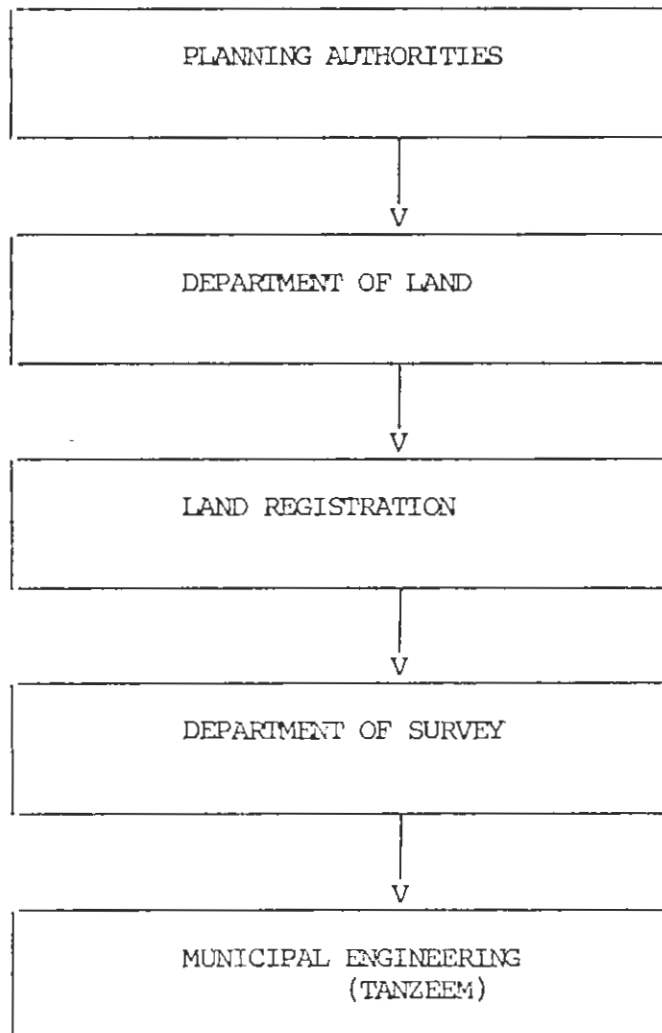 PLANNING AUTHORITIES
V
DEPARTMENT OF LAND
V
LAND REGISTRATION
V
DEPARTMENT OF SURVEY
V
MUNICIPAL ENGINEERING
(TANZEEM)